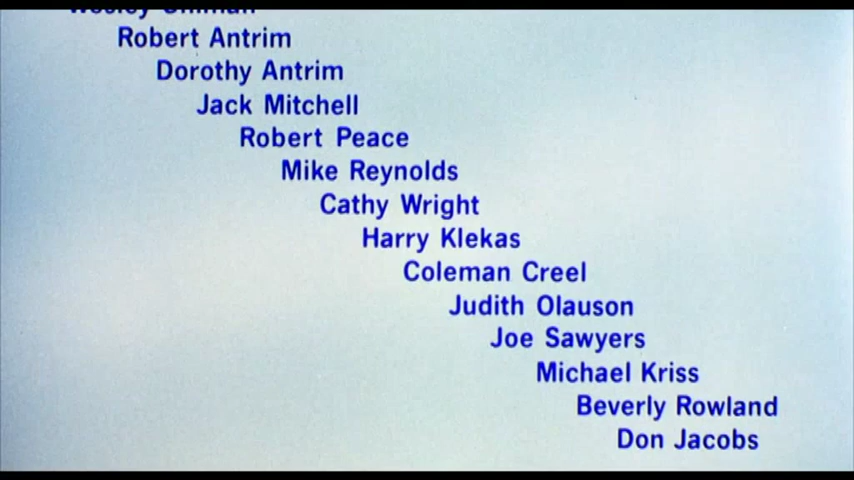 Robert Antrim
Dorothy Antrim
Jack Mitchell
Robert Peace
Mike Reynolds
Cathy Wright
Harry Klekas
Coleman Creel
Judith Olauson
Joe Sawyers
Michael Kriss
Beverly Rowland
Don Jacobs